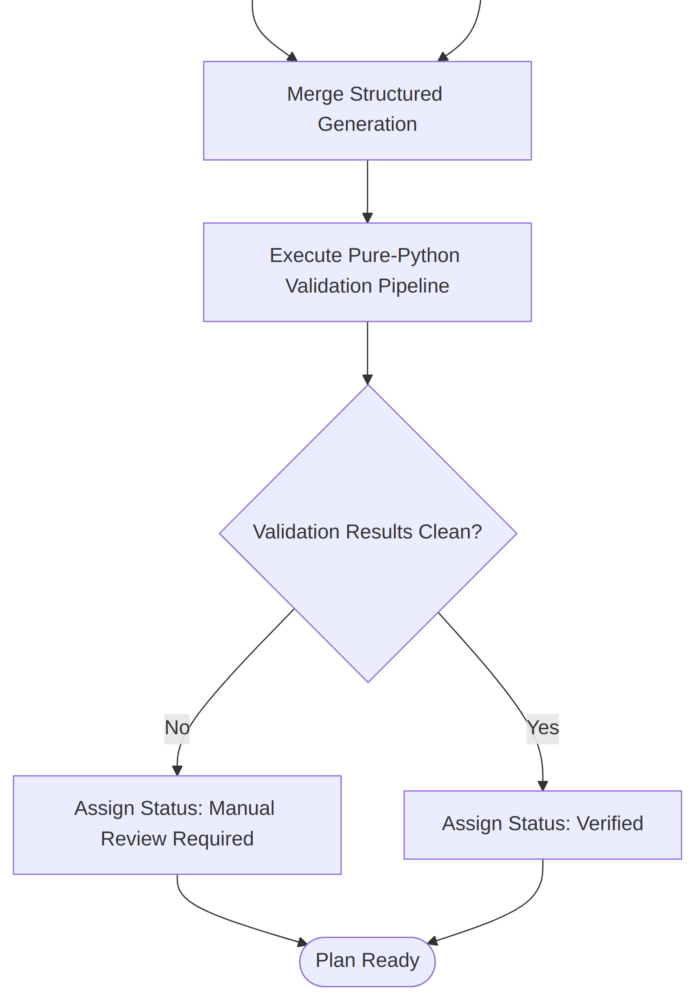 Merge Structured
Generation
Execute Pure-Python
Validation Pipeline
Validation Results Clean?
No
Yes
Assign Status: Manual
Review Required
Assign Status: Verified
Plan Ready